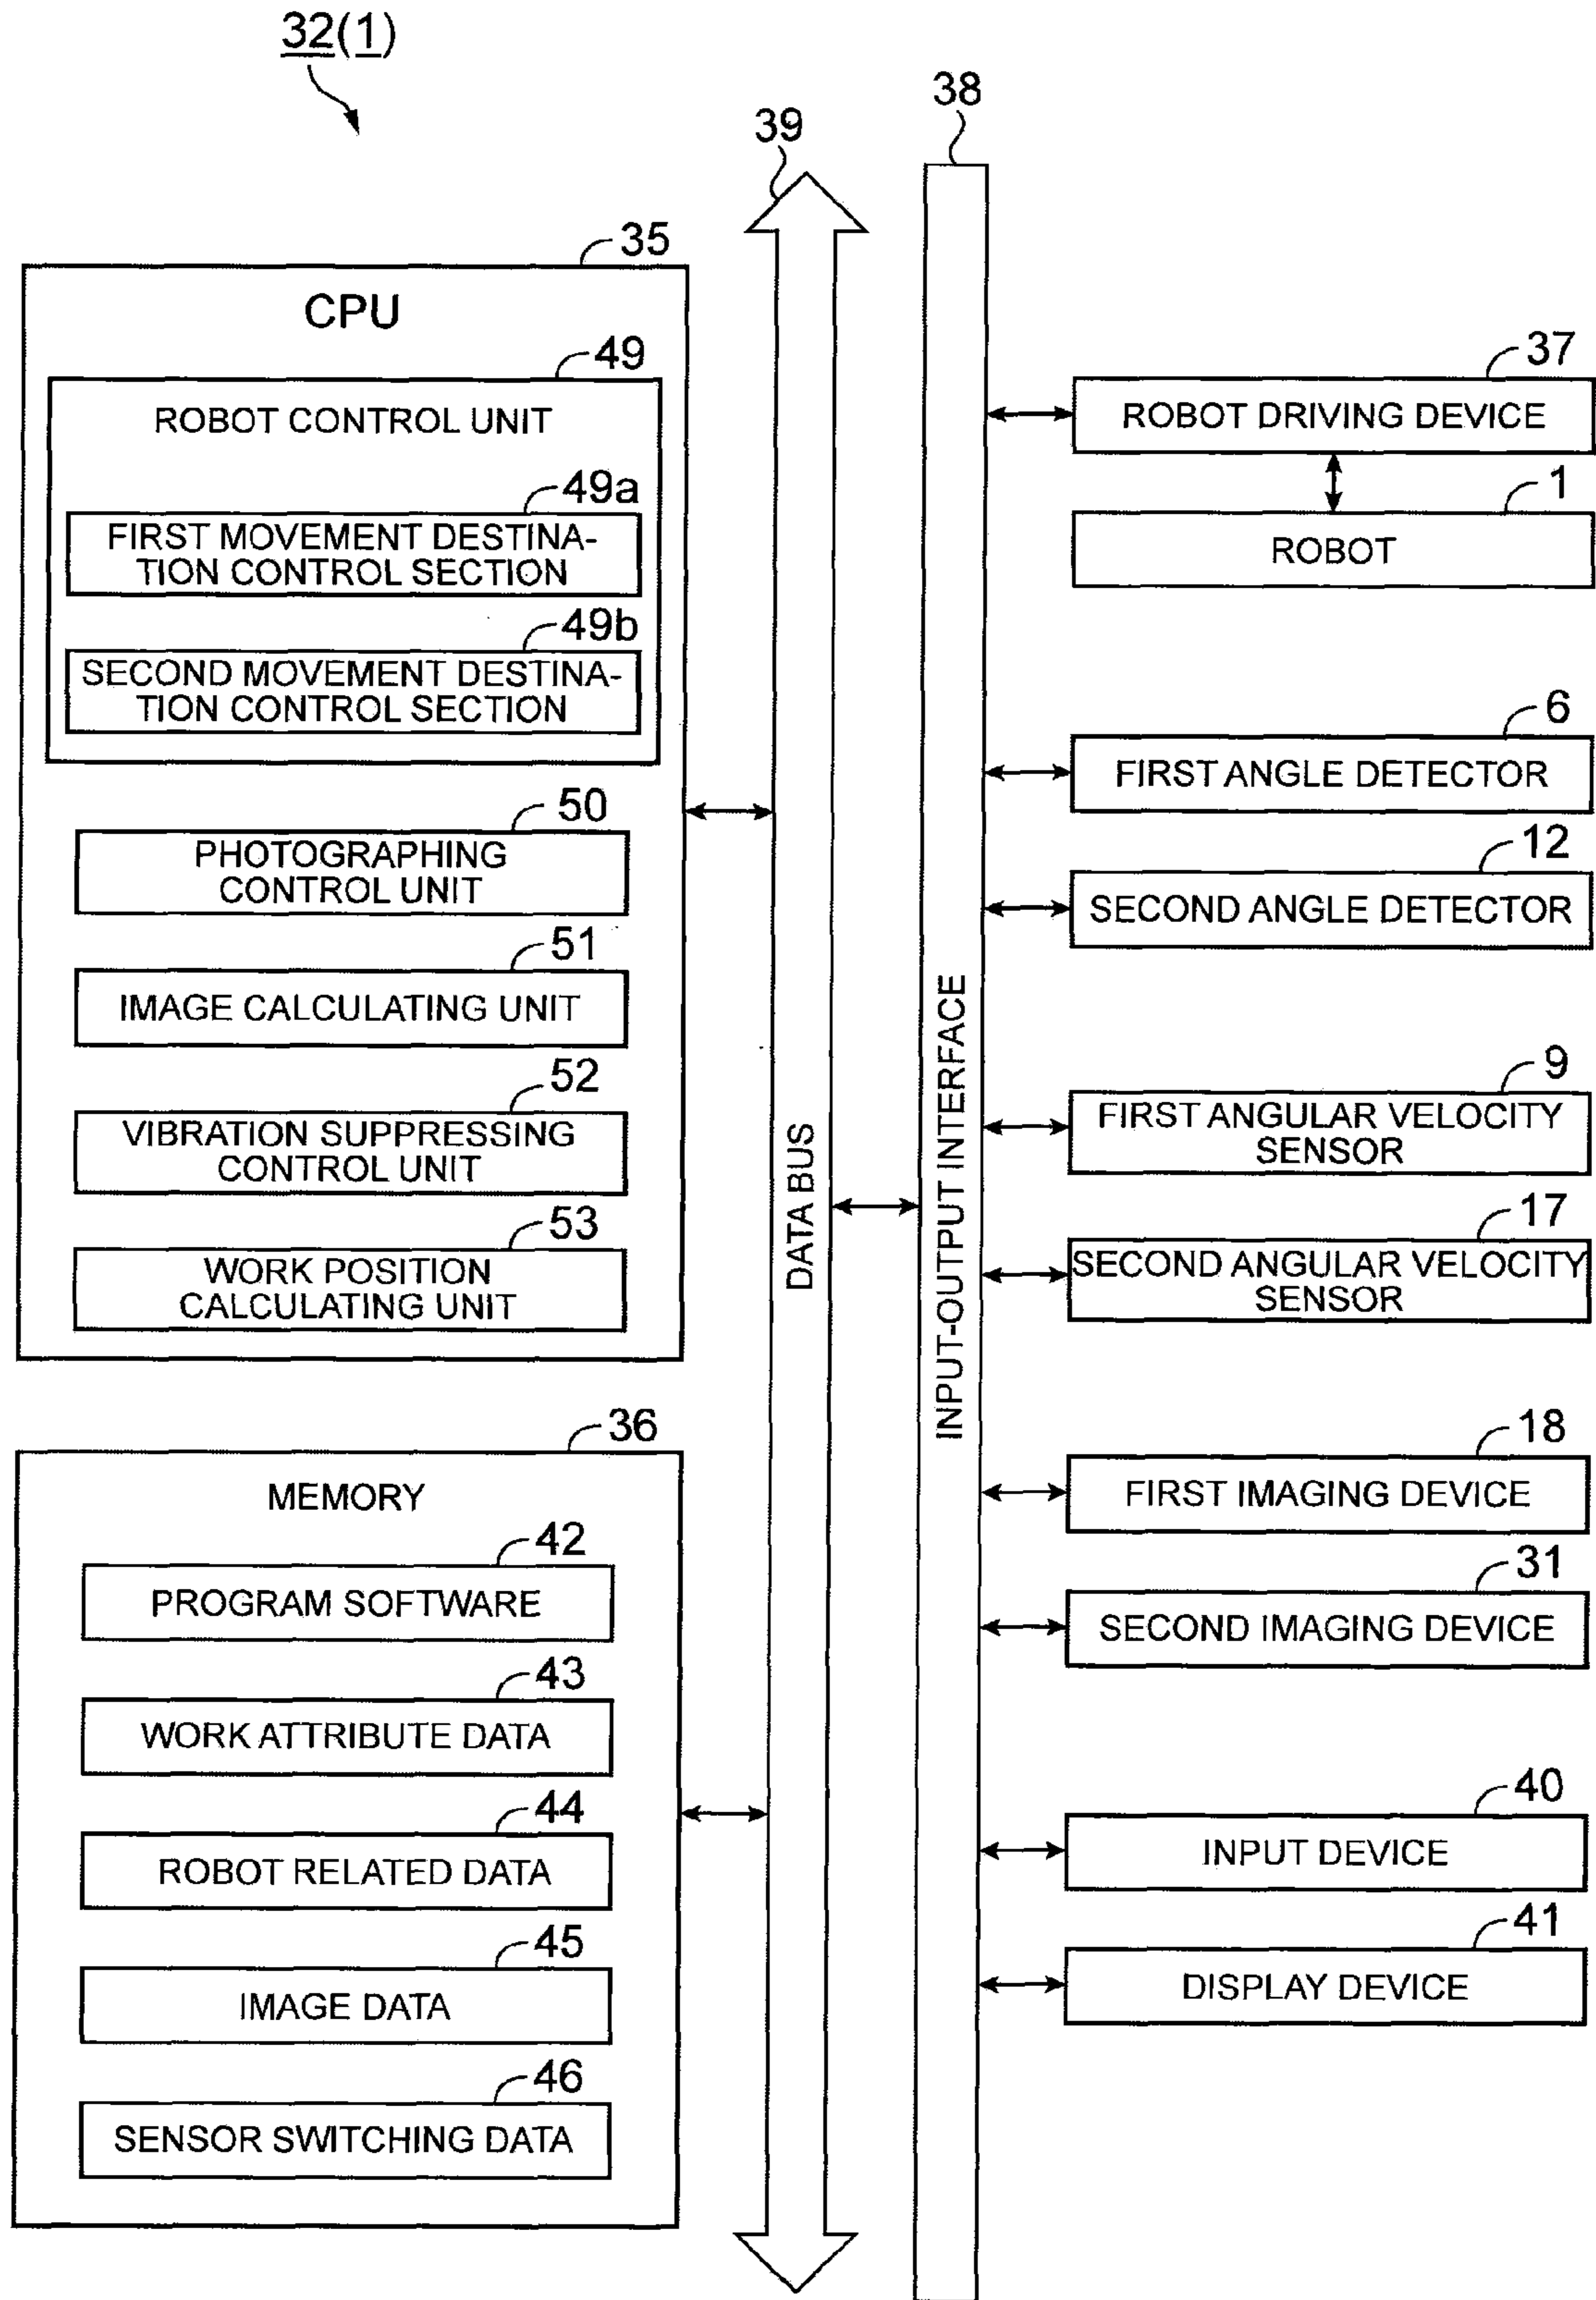 32(1)
35
CPU
49
ROBOT CONTROL UNIT
49a
FIRST MOVEMENT DESTINA-
TION CONTROL SECTION
49b
SECOND MOVEMENT DESTINA-
TION CONTROL SECTION
50
PHOTOGRAPHING
CONTROL UNIT
51
IMAGE CALCULATING UNIT
52
VIBRATION SUPPRESSING
CONTROL UNIT
53
WORK POSITION
CALCULATING UNIT
36
MEMORY
42
PROGRAM SOFTWARE
43
WORK ATTRIBUTE DATA
44
ROBOT RELATED DATA
45
IMAGE DATA
46
SENSOR SWITCHING DATA
39
DATA BUS
38
INPUT-OUTPUT INTERFACE
37
ROBOT DRIVING DEVICE
1
ROBOT
6
FIRST ANGLE DETECTOR
12
SECOND ANGLE DETECTOR
9
FIRST ANGULAR VELOCITY
SENSOR
17
SECOND ANGULAR VELOCITY
SENSOR
18
FIRST IMAGING DEVICE
31
SECOND IMAGING DEVICE
40
INPUT DEVICE
41
DISPLAY DEVICE